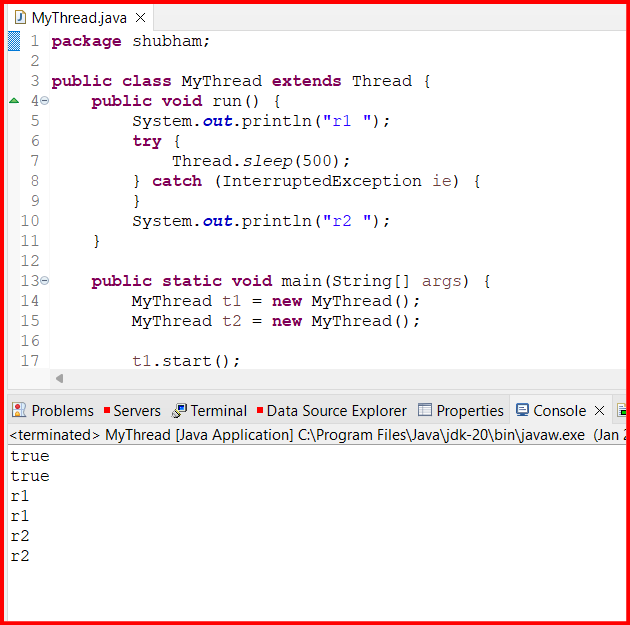 MyThread.java
1 package shubham;
2
3 public class MyThread extends Thread {
4 public void run() {
5 System.out.println("r1 ");
6 try {
7 Thread.sleep(500);
8 } catch (InterruptedException ie) {
9 }
10 System.out.println("r2 ");
11 }
12
13 public static void main(String[] args) {
14 MyThread t1 = new MyThread();
15 MyThread t2 = new MyThread();
16
17 t1.start();
Problems Servers Terminal Data Source Explorer Properties Console
<terminated> MyThread [Java Application] C:\Program Files\Java\jdk-20\bin\javaw.exe (Jan 2
true
true
r1
r1
r2
r2